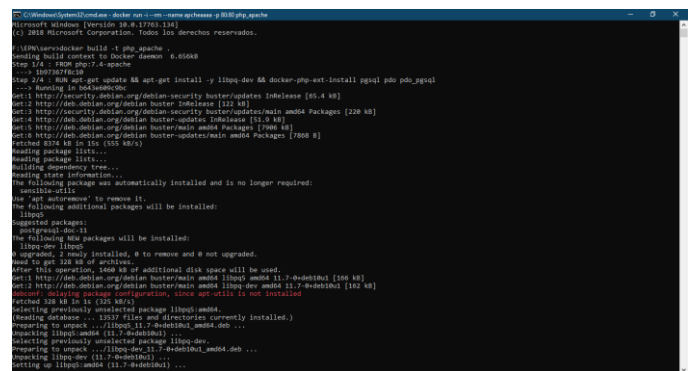 C:\Windows\System32\cmd.exe - docker run -i --rm --name apcheaaaa -p 80:80 php_apache
Microsoft Windows [Versión 10.0.17763.134]
(c) 2018 Microsoft Corporation. Todos los derechos reservados.
F:\EPN\serv>docker build -t php_apache .
Sending build context to Docker daemon  6.656kB
Step 1/4 : FROM php:7.4-apache
 ---> 1b97367f8c10
Step 2/4 : RUN apt-get update && apt-get install -y libpq-dev && docker-php-ext-install pgsql pdo pdo_pgsql
 ---> Running in b643e609c9bc
Get:1 http://security.debian.org/debian-security buster/updates InRelease [65.4 kB]
Get:2 http://deb.debian.org/debian buster InRelease [122 kB]
Get:3 http://security.debian.org/debian-security buster/updates/main amd64 Packages [220 kB]
Get:4 http://deb.debian.org/debian buster-updates InRelease [51.9 kB]
Get:5 http://deb.debian.org/debian buster/main amd64 Packages [7906 kB]
Get:6 http://deb.debian.org/debian buster-updates/main amd64 Packages [7868 B]
Fetched 8374 kB in 15s (555 kB/s)
Reading package lists...
Reading package lists...
Building dependency tree...
Reading state information...
The following package was automatically installed and is no longer required:
  sensible-utils
Use 'apt autoremove' to remove it.
The following additional packages will be installed:
  libpq5
Suggested packages:
  postgresql-doc-11
The following NEW packages will be installed:
  libpq-dev libpq5
0 upgraded, 2 newly installed, 0 to remove and 0 not upgraded.
Need to get 328 kB of archives.
After this operation, 1460 kB of additional disk space will be used.
Get:1 http://deb.debian.org/debian buster/main amd64 libpq5 amd64 11.7-0+deb10u1 [166 kB]
Get:2 http://deb.debian.org/debian buster/main amd64 libpq-dev amd64 11.7-0+deb10u1 [162 kB]
debconf: delaying package configuration, since apt-utils is not installed
Fetched 328 kB in 1s (325 kB/s)
Selecting previously unselected package libpq5:amd64.
(Reading database ... 13537 files and directories currently installed.)
Preparing to unpack .../libpq5_11.7-0+deb10u1_amd64.deb ...
Unpacking libpq5:amd64 (11.7-0+deb10u1) ...
Selecting previously unselected package libpq-dev.
Preparing to unpack .../libpq-dev_11.7-0+deb10u1_amd64.deb ...
Unpacking libpq-dev (11.7-0+deb10u1) ...
Setting up libpq5:amd64 (11.7-0+deb10u1) ...